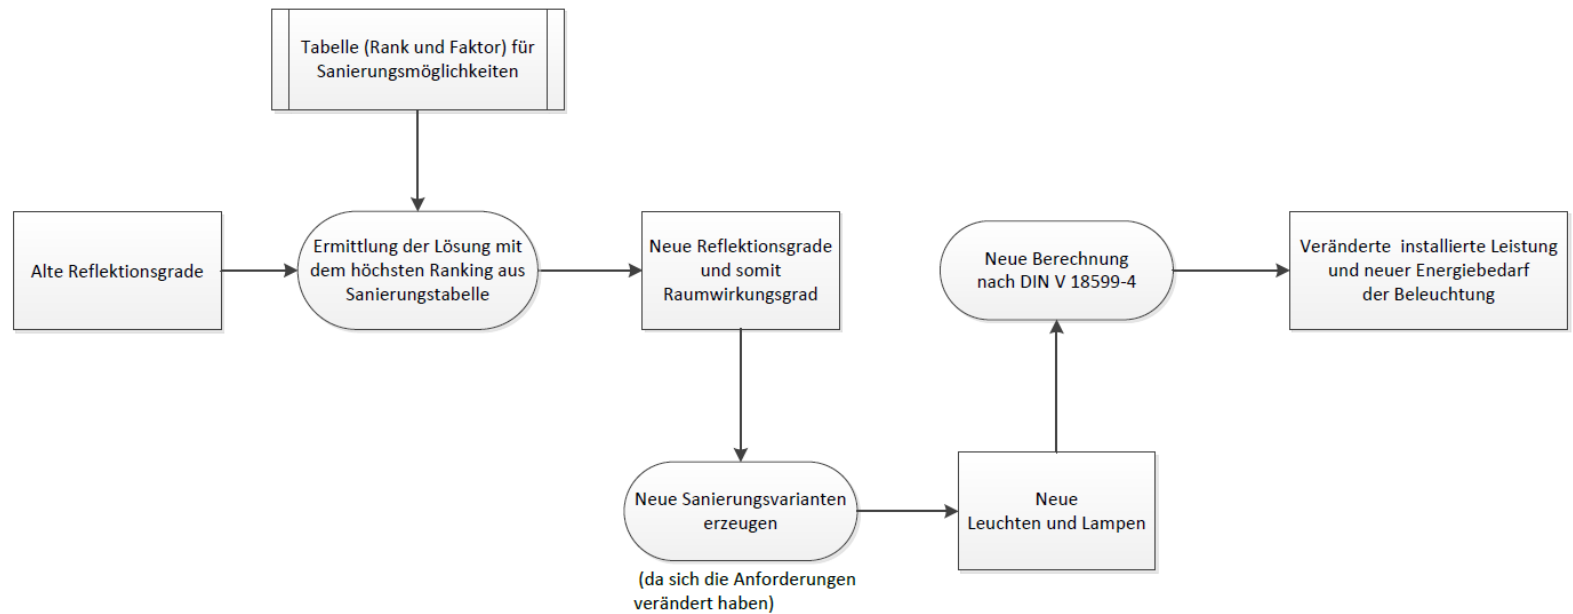 Tabelle (Rank und Faktor) für
Sanierungsmöglichkeiten
Alte Reflektionsgrade
Ermittlung der Lösung mit
dem höchsten Ranking aus
Sanierungstabelle
Neue Reflektionsgrade
und somit
Raumwirkungsgrad
Neue Berechnung
nach DIN V 18599-4
Veränderte installierte Leistung
und neuer Energiebedarf
der Beleuchtung
Neue Sanierungsvarianten
erzeugen
(da sich die Anforderungen
verändert haben)
Neue
Leuchten und Lampen